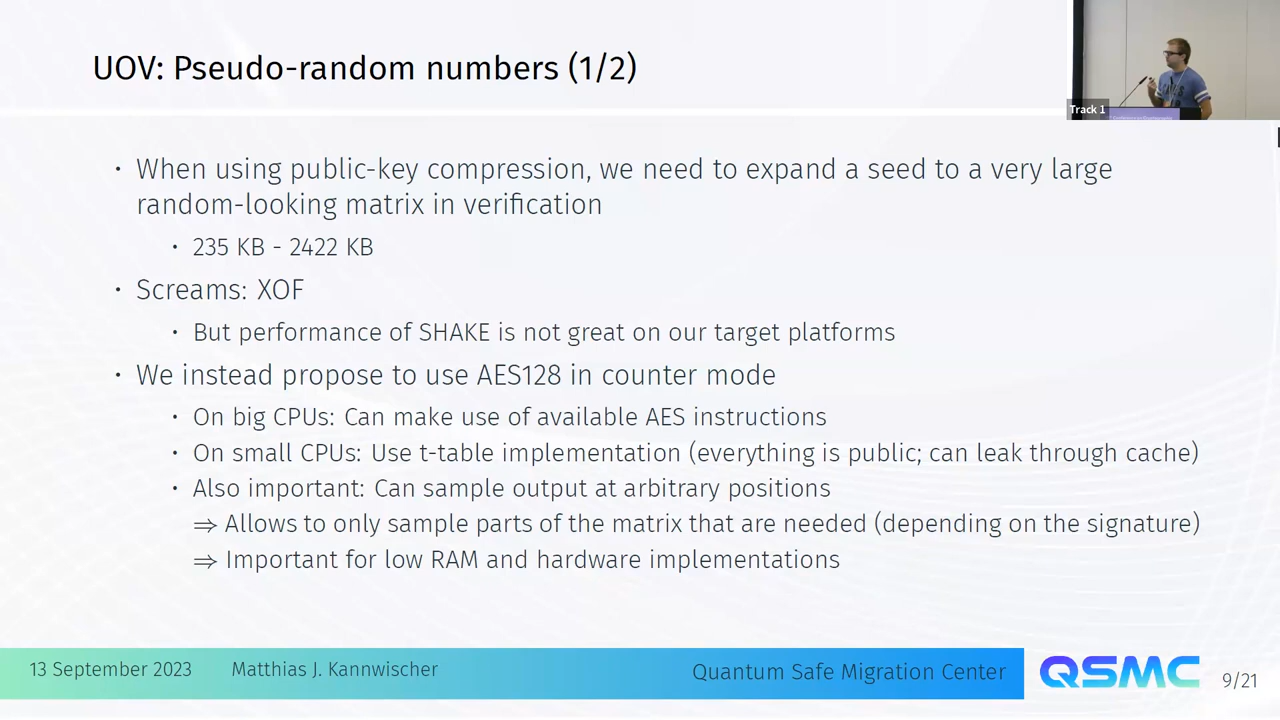 UOV: Pseudo-random numbers (1/2)
Track 1
· When using public-key compression, we need to expand a seed to a very large
random-looking matrix in verification
· 235 KB - 2422 KB
· Screams: XOF
· But performance of SHAKE is not great on our target platforms
· We instead propose to use AES128 in counter mode
· On big CPUs: Can make use of available AES instructions
· On small CPUs: Use t-table implementation (everything is public; can leak through cache)
· Also important: Can sample output at arbitrary positions
⇒ Allows to only sample parts of the matrix that are needed (depending on the signature)
⇒ Important for low RAM and hardware implementations
13 September 2023 Matthias J. Kannwischer Quantum Safe Migration Center QSMC 9/21